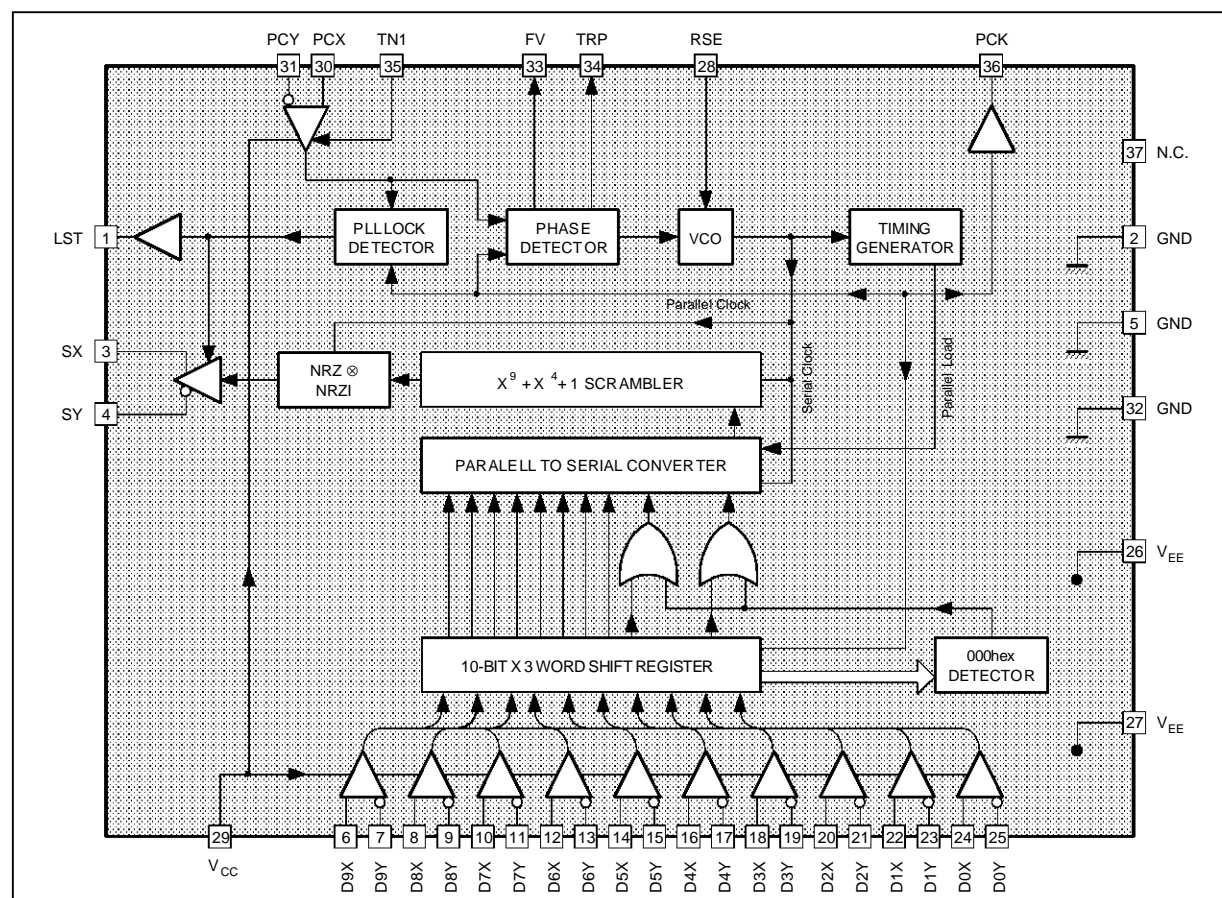 PCY PCX TN1 FV TRP RSE PCK
31 30 35 33 34 28 36
37 N.C.
LST 1
PLL LOCK
DETECTOR
PHASE
DETECTOR
VCO
TIMING
GENERATOR
2 GND
Parallel Clock
5 GND
SX 3
SY 4
NRZ ⊗
NRZI
X9 + X4 + 1 SCRAMBLER
Serial Clock
Parallel Load
32 GND
PARALELL TO SERIAL CONVERTER
26 VEE
10-BIT X 3 WORD SHIFT REGISTER
000hex
DETECTOR
27 VEE
29 6 7 8 9 10 11 12 13 14 15 16 17 18 19 20 21 22 23 24 25
VCC D9X D9Y D8X D8Y D7X D7Y D6X D6Y D5X D5Y D4X D4Y D3X D3Y D2X D2Y D1X D1Y D0X D0Y